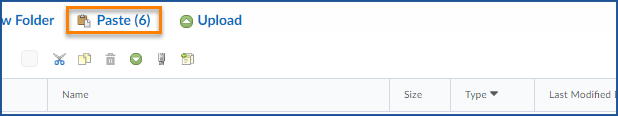 w Folder Paste (6) Upload
Name Size Type Last Modified